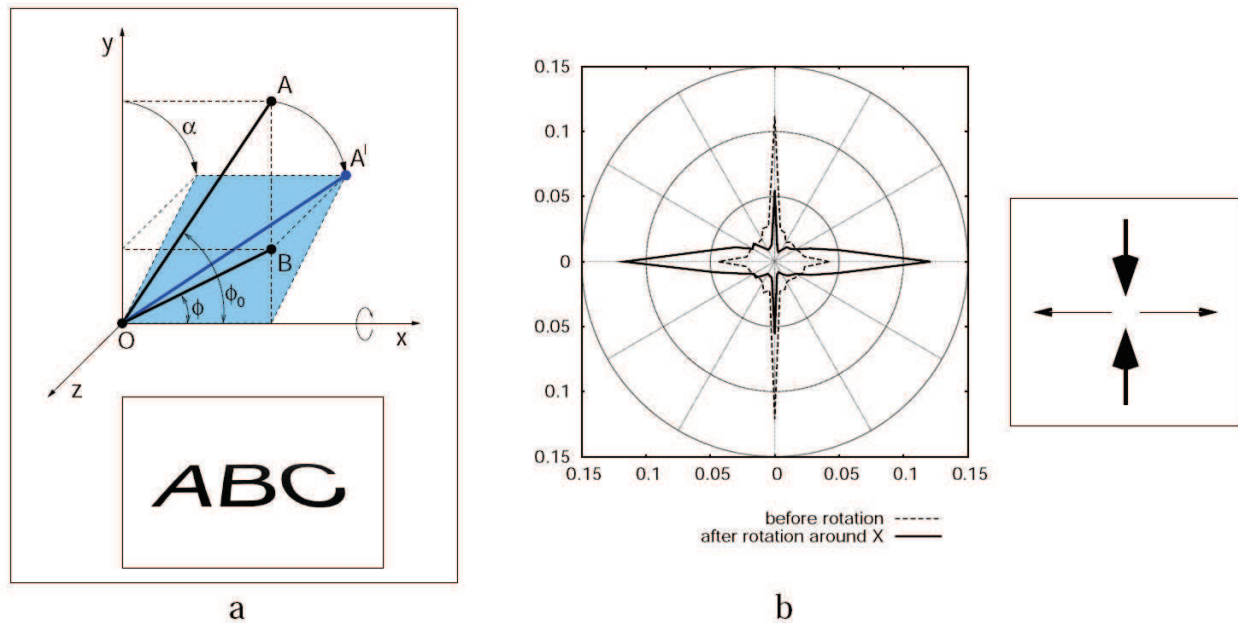 y
A
α
A'
B
ϕ
ϕ0
O
x
z
ABC
a
0.15
0.1
0.05
0
0.05
0.1
0.15
0.15 0.1 0.05 0 0.05 0.1 0.15
before rotation
after rotation around X
b